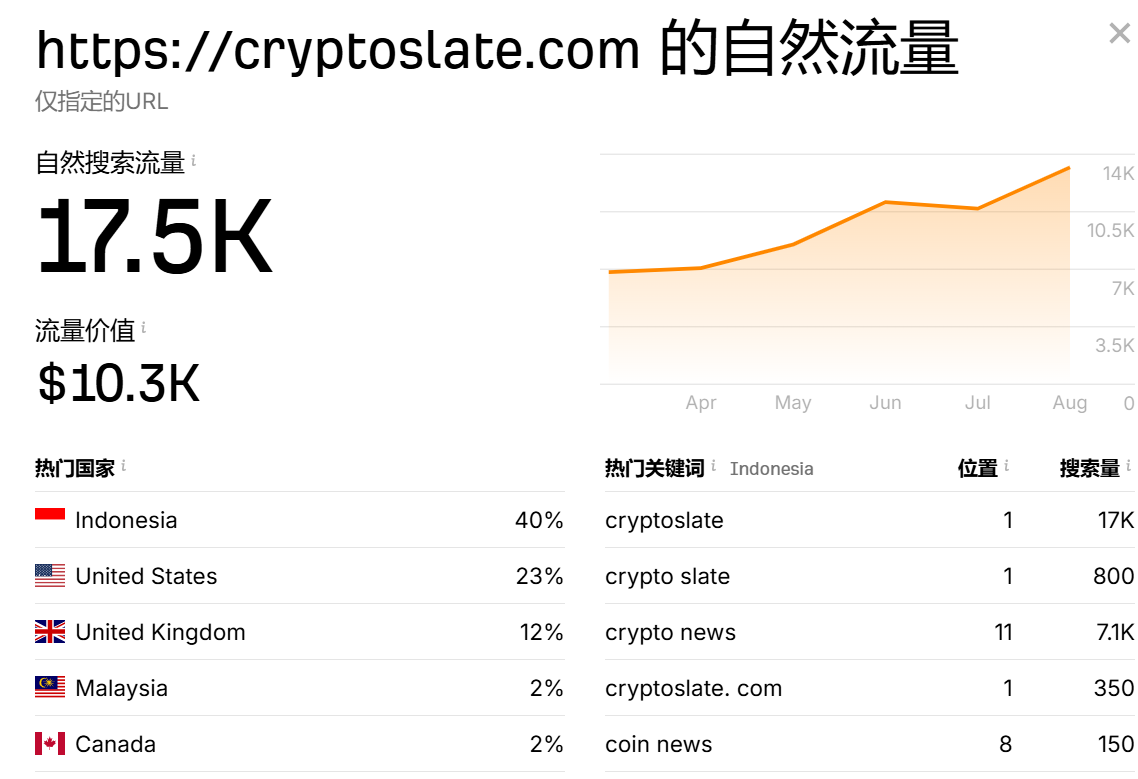 https://cryptoslate.com 的自然流量
仅指定的URL
自然搜索流量 i
17.5K
流量价值 i
$10.3K
14K
10.5K
7K
3.5K
Apr May Jun Jul Aug 0
热门国家 i
Indonesia 40%
United States 23%
United Kingdom 12%
Malaysia 2%
Canada 2%
热门关键词 i Indonesia 位置 i 搜索量 i
cryptoslate 1 17K
crypto slate 1 800
crypto news 11 7.1K
cryptoslate. com 1 350
coin news 8 150